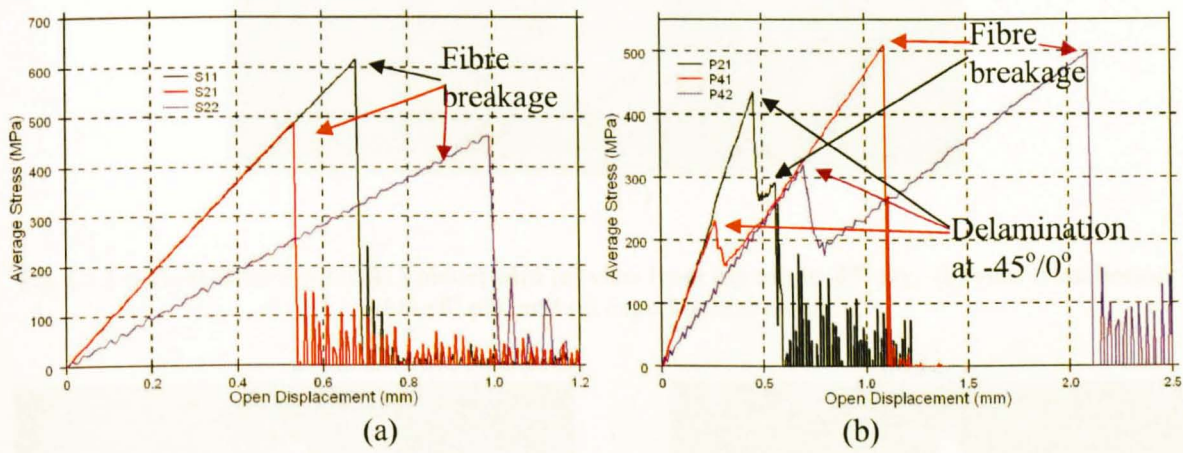 700
600
500
400
300
200
100
0
Average Stress (MPa)
S11
S21
S22
Fibre
breakage
0 0.2 0.4 0.6 0.8 1.0 1.2
Open Displacement (mm)
(a)
500
400
300
200
100
0
Average Stress (MPa)
P21
P41
P42
Fibre
breakage
Delamination
at -45°/0°
0 0.5 1.0 1.5 2.0 2.5
Open Displacement (mm)
(b)